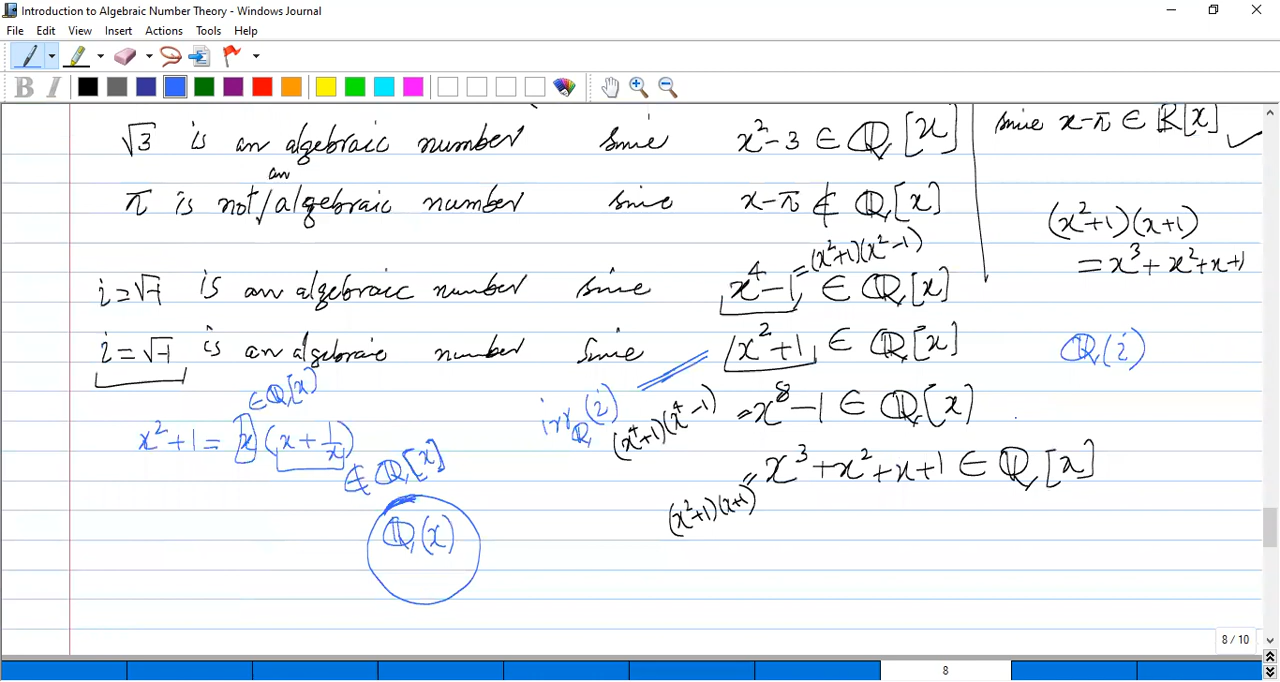 Introduction to Algebraic Number Theory - Windows Journal
File Edit View Insert Actions Tools Help
B I
√3 is an algebraic number since x² - 3 ∈ ℚ[x]
since x - π ∈ ℝ[x] ✓
π is not / an algebraic number since x - π ∉ ℚ[x]
(x²+1)(x+1)
= x³ + x² + x + 1
= (x²+1)(x²-1)
i = √-1 is an algebraic number since x⁴ - 1 ∈ ℚ[x]
i = √-1 is an algebraic number since x² + 1 ∈ ℚ[x]
ℚ(i)
irr_ℚ(i)
(x⁴+1)(x⁴-1) = x⁸ - 1 ∈ ℚ[x]
∈ ℚ[x]
x² + 1 = x (x + 1/x)
∉ ℚ[x]
(x²+1)(x+1) = x³ + x² + x + 1 ∈ ℚ[x]
ℚ(x)
8 / 10
8